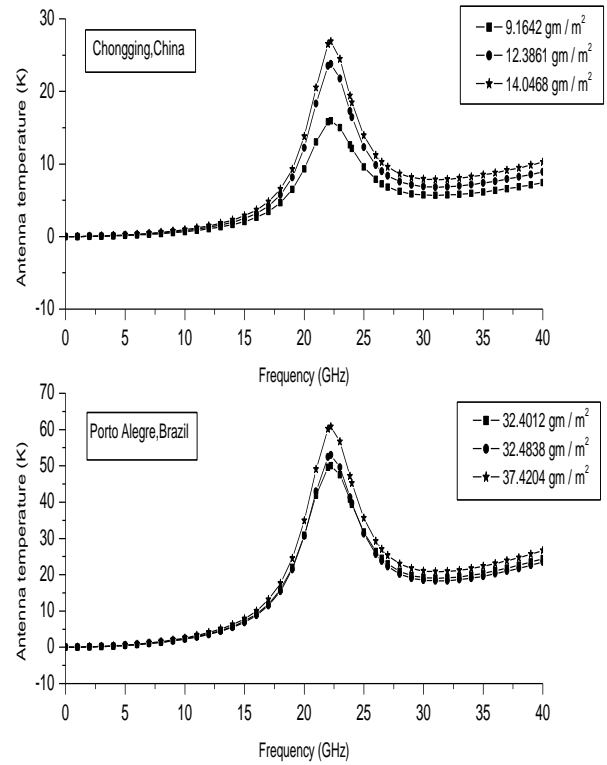 Chongging,China
9.1642 gm / m²
12.3861 gm / m²
14.0468 gm / m²
Antenna temperature (K)
30
20
10
0
-10
0 5 10 15 20 25 30 35 40
Frequency (GHz)
Porto Alegre,Brazil
32.4012 gm / m²
32.4838 gm / m²
37.4204 gm / m²
Antenna temperature (K)
70
60
50
40
30
20
10
0
-10
0 5 10 15 20 25 30 35 40
Frequency (GHz)